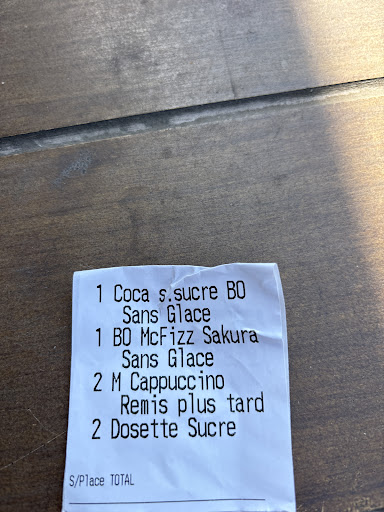 1 Coca s.sucre BO
Sans Glace
1 BO McFizz Sakura
Sans Glace
2 M Cappuccino
Remis plus tard
2 Dosette Sucre
S/Place TOTAL